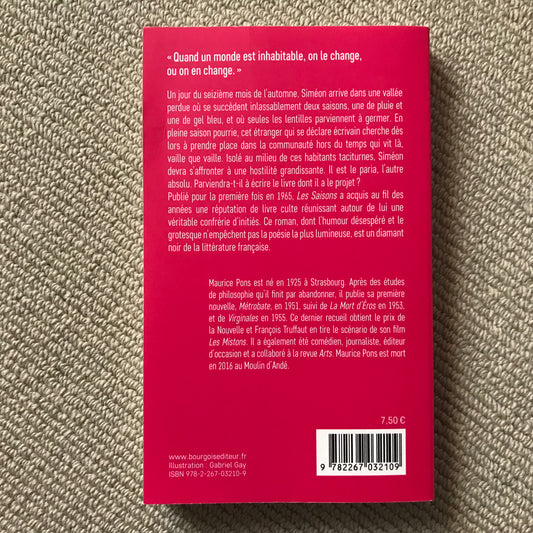 « Quand un monde est inhabitable, on le change,
ou on en change. »
Un jour du seizième mois de l'automne, Siméon arrive dans une vallée
perdue où se succèdent inlassablement deux saisons, une de pluie et
une de gel bleu, et où seules les lentilles parviennent à germer. En
pleine saison pourrie, cet étranger qui se déclare écrivain cherche dès
lors à prendre place dans la communauté hors du temps qui vit là,
vaille que vaille. Isolé au milieu de ces habitants taciturnes, Siméon
devra s'affronter à une hostilité grandissante. Il est le paria, l'autre
absolu. Parviendra-t-il à écrire le livre dont il a le projet ?
Publié pour la première fois en 1965, Les Saisons a acquis au fil des
années une réputation de livre culte réunissant autour de lui une
véritable confrérie d'initiés. Ce roman, dont l'humour désespéré et le
grotesque n'empêchent pas la poésie la plus lumineuse, est un diamant
noir de la littérature française.
Maurice Pons est né en 1925 à Strasbourg. Après des études
de philosophie qu'il finit par abandonner, il publie sa première
nouvelle, Métrobate, en 1951, suivi de La Mort d'Éros en 1953,
et de Virginales en 1955. Ce dernier recueil obtient le prix de
la Nouvelle et François Truffaut en tire le scénario de son film
Les Mistons. Il a également été comédien, journaliste, éditeur
d'occasion et a collaboré à la revue Arts. Maurice Pons est mort
en 2016 au Moulin d'Andé.
7,50 €
www.bourgoisediteur.fr
Illustration : Gabriel Gay
ISBN 978-2-267-03210-9
9 782267 032109